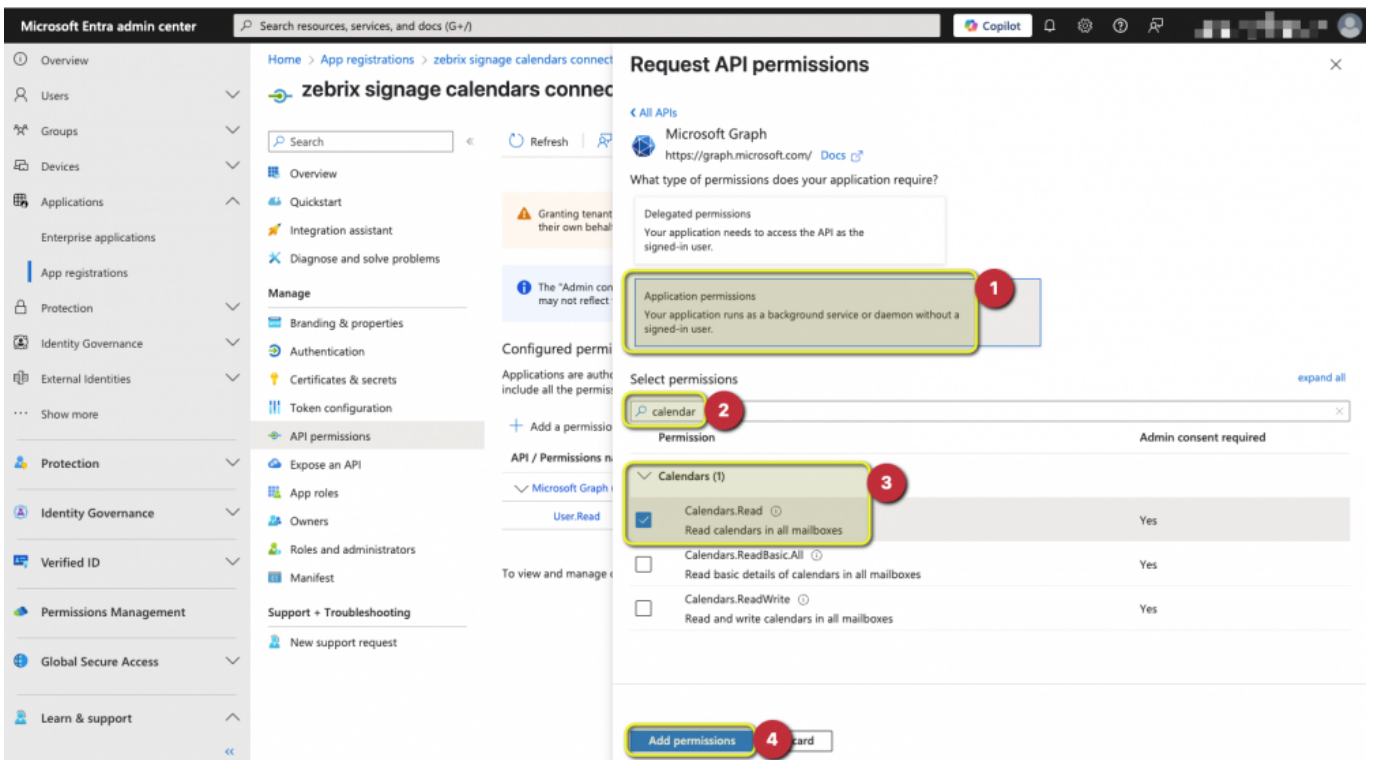 Microsoft Entra admin center
Search resources, services, and docs (G+/)
Copilot
Overview
Users
Groups
Devices
Applications
Enterprise applications
App registrations
Protection
Identity Governance
External Identities
Show more
Protection
Identity Governance
Verified ID
Permissions Management
Global Secure Access
Learn & support
«
Home > App registrations > zebrix signage calendars connect
zebrix signage calendars connec
Search
«
Overview
Quickstart
Integration assistant
Diagnose and solve problems
Manage
Branding & properties
Authentication
Certificates & secrets
Token configuration
API permissions
Expose an API
App roles
Owners
Roles and administrators
Manifest
Support + Troubleshooting
New support request
Refresh
Granting tenant
their own behal
The "Admin con
may not reflect
Configured permi
Applications are autho
include all the permis
Add a permissio
API / Permissions n
Microsoft Graph
User.Read
To view and manage
Request API permissions
All APIs
Microsoft Graph
https://graph.microsoft.com/ Docs
What type of permissions does your application require?
Delegated permissions
Your application needs to access the API as the
signed-in user.
Application permissions
Your application runs as a background service or daemon without a
signed-in user.
1
Select permissions
expand all
calendar
2
Permission
Admin consent required
Calendars (1)
3
Calendars.Read
Read calendars in all mailboxes
Yes
Calendars.ReadBasic.All
Read basic details of calendars in all mailboxes
Yes
Calendars.ReadWrite
Read and write calendars in all mailboxes
Yes
Add permissions
4
card